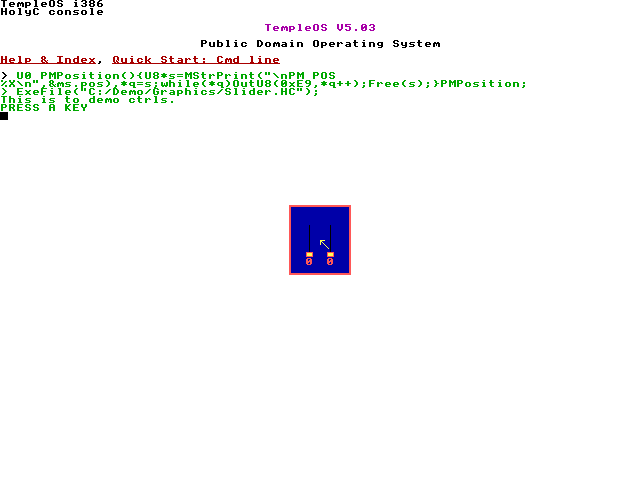 TempleOS i386
HolyC console
TempleOS V5.03
Public Domain Operating System
Help & Index, Quick Start: Cmd line
> U0 PMPosition(){U8*s=MStrPrint("\nPM_POS
%X\n",&ms.pos),*q=s;while(*q)OutU8(0xE9,*q++);Free(s);}PMPosition;
> ExeFile("C:/Demo/Graphics/Slider.HC");
This is to demo ctrls.
PRESS A KEY
0 0